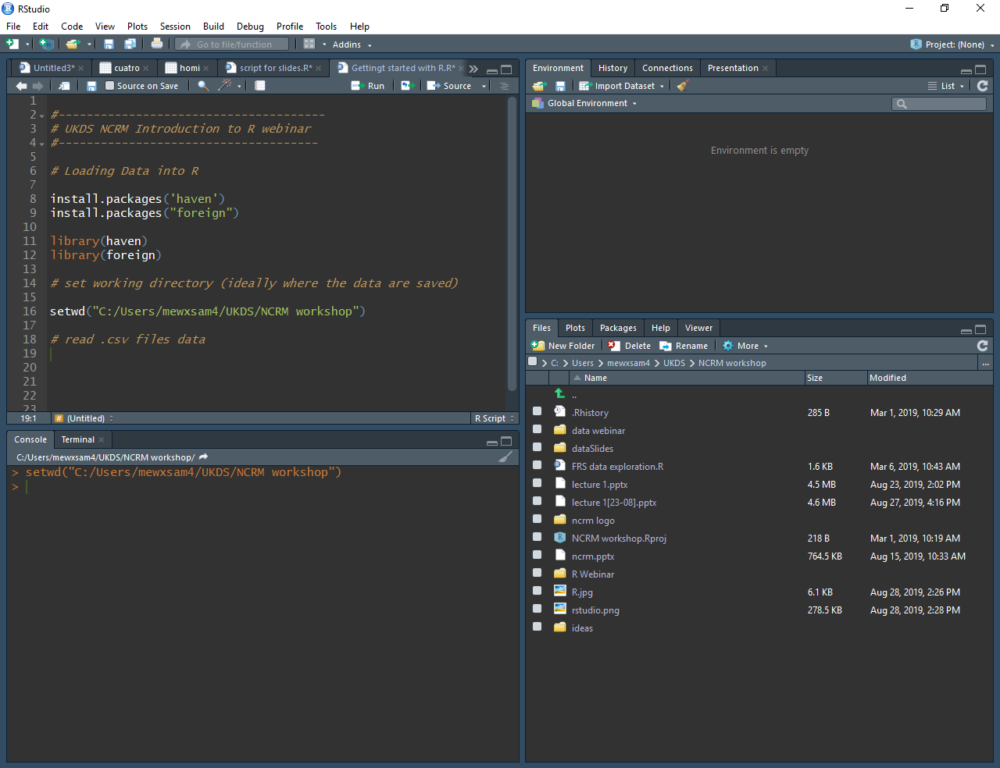 RStudio
File Edit Code View Plots Session Build Debug Profile Tools Help
Go to file/function Addins Project: (None)
Untitled3* cuatro homi script for slides.R* Gettingt started with R.R*
Source on Save Run Source
1
2 #--------------------------------------
3 # UKDS NCRM Introduction to R webinar
4 #-------------------------------------
5
6 # Loading Data into R
7
8 install.packages('haven')
9 install.packages("foreign")
10
11 library(haven)
12 library(foreign)
13
14 # set working directory (ideally where the data are saved)
15
16 setwd("C:/Users/mewxsam4/UKDS/NCRM workshop")
17
18 # read .csv files data
19
20
21
22
23
19:1 # (Untitled) R Script
Console Terminal
C:/Users/mewxsam4/UKDS/NCRM workshop/
> setwd("C:/Users/mewxsam4/UKDS/NCRM workshop")
>
Environment History Connections Presentation
Import Dataset List
Global Environment
Environment is empty
Files Plots Packages Help Viewer
New Folder Delete Rename More
C: Users mewxsam4 UKDS NCRM workshop ...
Name Size Modified
..
.Rhistory 285 B Mar 1, 2019, 10:29 AM
data webinar
dataSlides
FRS data exploration.R 1.6 KB Mar 6, 2019, 10:43 AM
lecture 1.pptx 4.5 MB Aug 23, 2019, 2:02 PM
lecture 1[23-08].pptx 4.6 MB Aug 27, 2019, 4:16 PM
ncrm logo
NCRM workshop.Rproj 218 B Mar 1, 2019, 10:19 AM
ncrm.pptx 764.5 KB Aug 15, 2019, 10:33 AM
R Webinar
R.jpg 6.1 KB Aug 28, 2019, 2:26 PM
rstudio.png 278.5 KB Aug 28, 2019, 2:28 PM
ideas